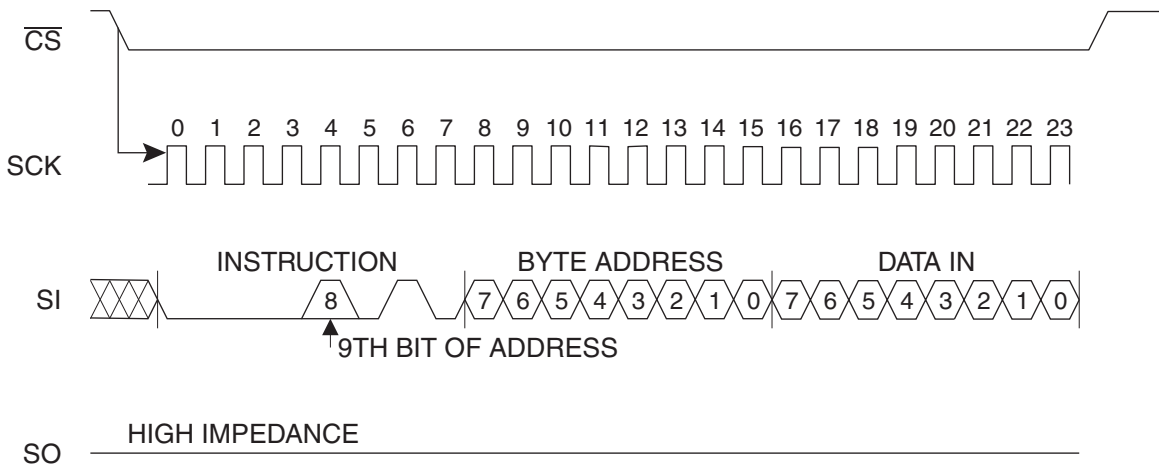 CS
0 1 2 3 4 5 6 7 8 9 10 11 12 13 14 15 16 17 18 19 20 21 22 23
SCK
INSTRUCTION BYTE ADDRESS DATA IN
SI 8 7 6 5 4 3 2 1 0 7 6 5 4 3 2 1 0
9TH BIT OF ADDRESS
HIGH IMPEDANCE
SO